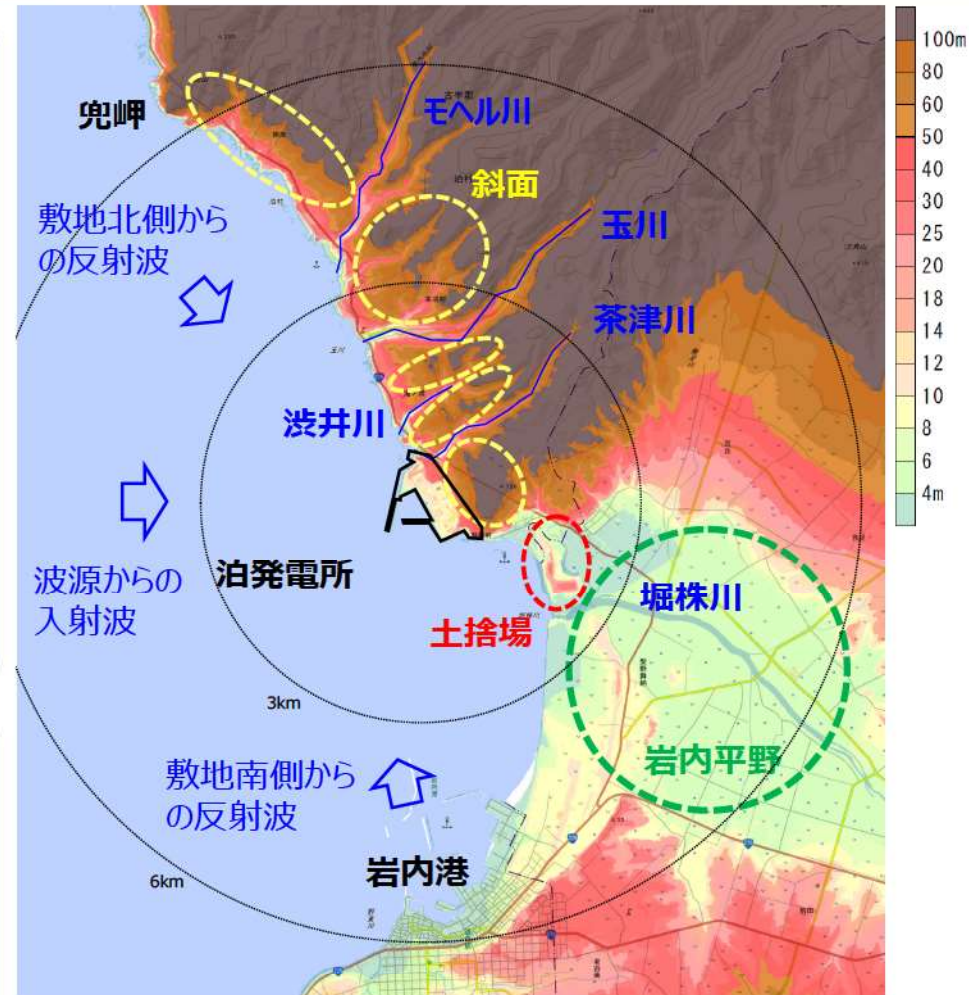 兜岬
モヘル川
斜面
敷地北側から
の反射波
玉川
茶津川
渋井川
波源からの
入射波
泊発電所
土捨場
堀株川
3km
岩内平野
敷地南側から
の反射波
岩内港
6km
100m
80
60
50
40
30
25
20
18
14
12
10
8
6
4m